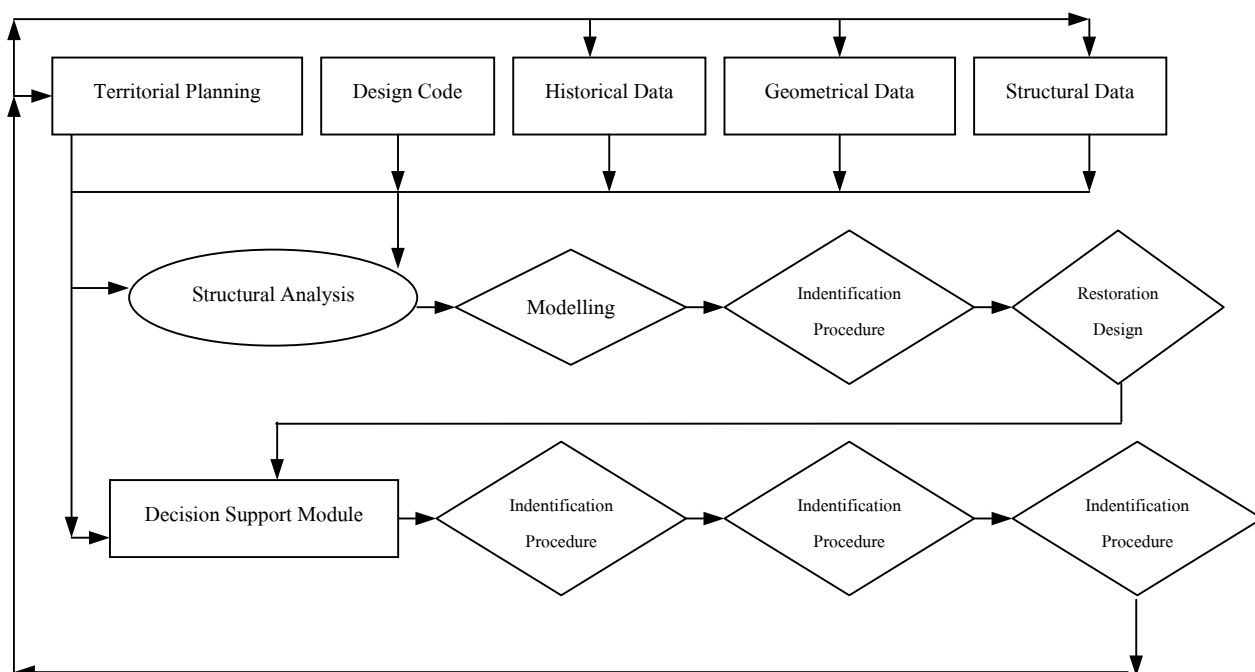 Territorial Planning
Design Code
Historical Data
Geometrical Data
Structural Data
Structural Analysis
Modelling
Indentification
Procedure
Restoration
Design
Decision Support Module
Indentification
Procedure
Indentification
Procedure
Indentification
Procedure